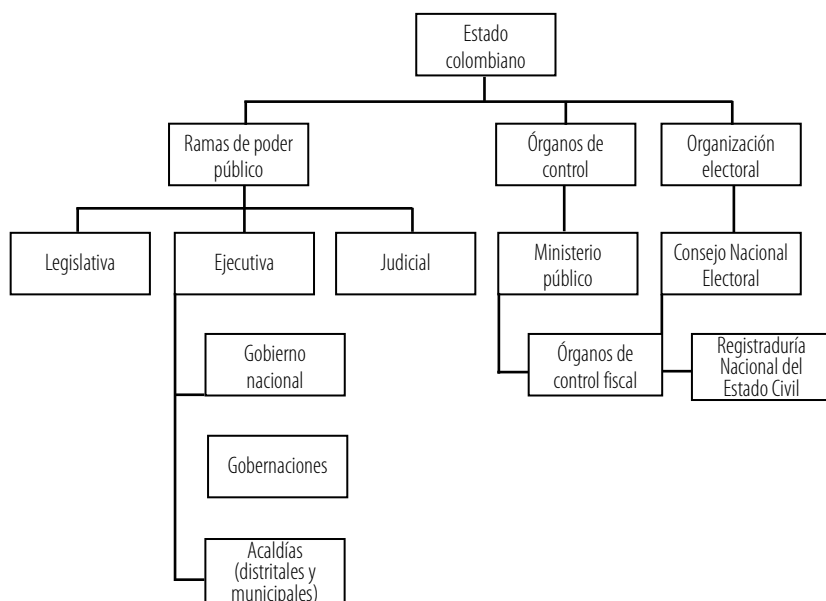 Estado
colombiano
Ramas de poder
público
Órganos de
control
Organización
electoral
Legislativa
Ejecutiva
Judicial
Ministerio
público
Consejo Nacional
Electoral
Gobierno
nacional
Órganos de
control fiscal
Registraduría
Nacional del
Estado Civil
Gobernaciones
Acaldías
(distritales y
municipales)